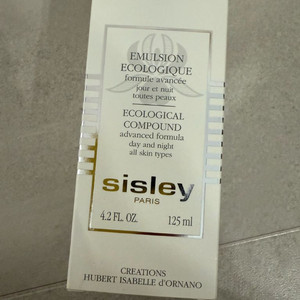 EMULSION
ECOLOGIQUE
formule avancée
jour et nuit
toutes peaux
ECOLOGICAL
COMPOUND
advanced formula
day and night
all skin types
sisley
PARIS
4.2 FL. OZ. 125 ml
CREATIONS
HUBERT ISABELLE d'ORNANO